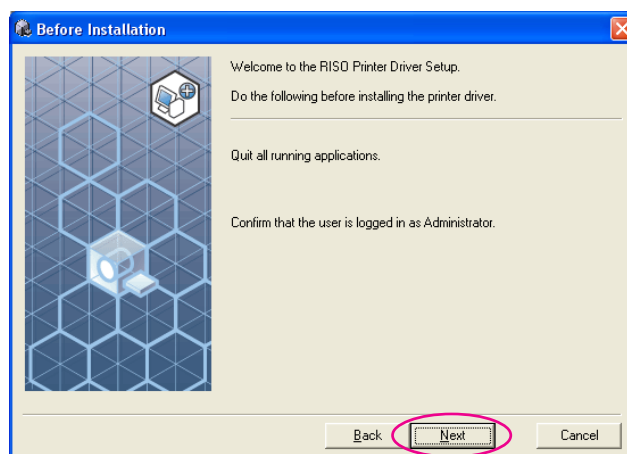 Before Installation
Welcome to the RISO Printer Driver Setup.
Do the following before installing the printer driver.
Quit all running applications.
Confirm that the user is logged in as Administrator.
Back
Next
Cancel